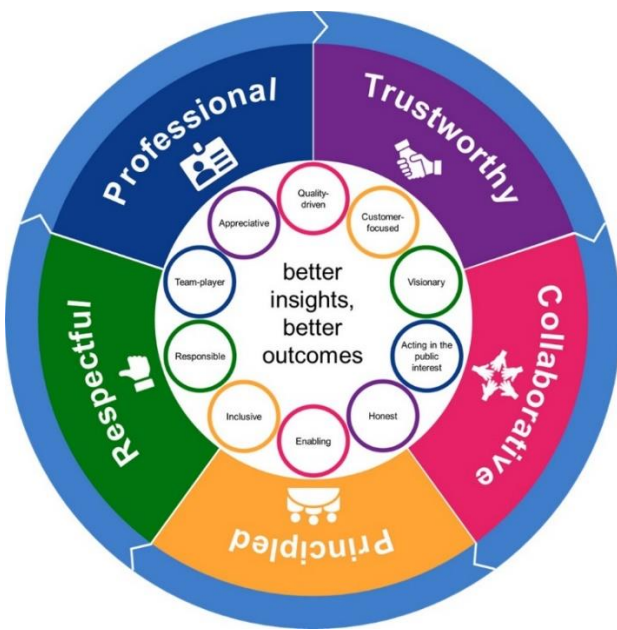 Professional
Trustworthy
Collaborative
Principled
Respectful
Quality-
driven
Customer-
focused
Visionary
Acting in the
public
interest
Honest
Enabling
Inclusive
Responsible
Team-player
Appreciative
better
insights,
better
outcomes